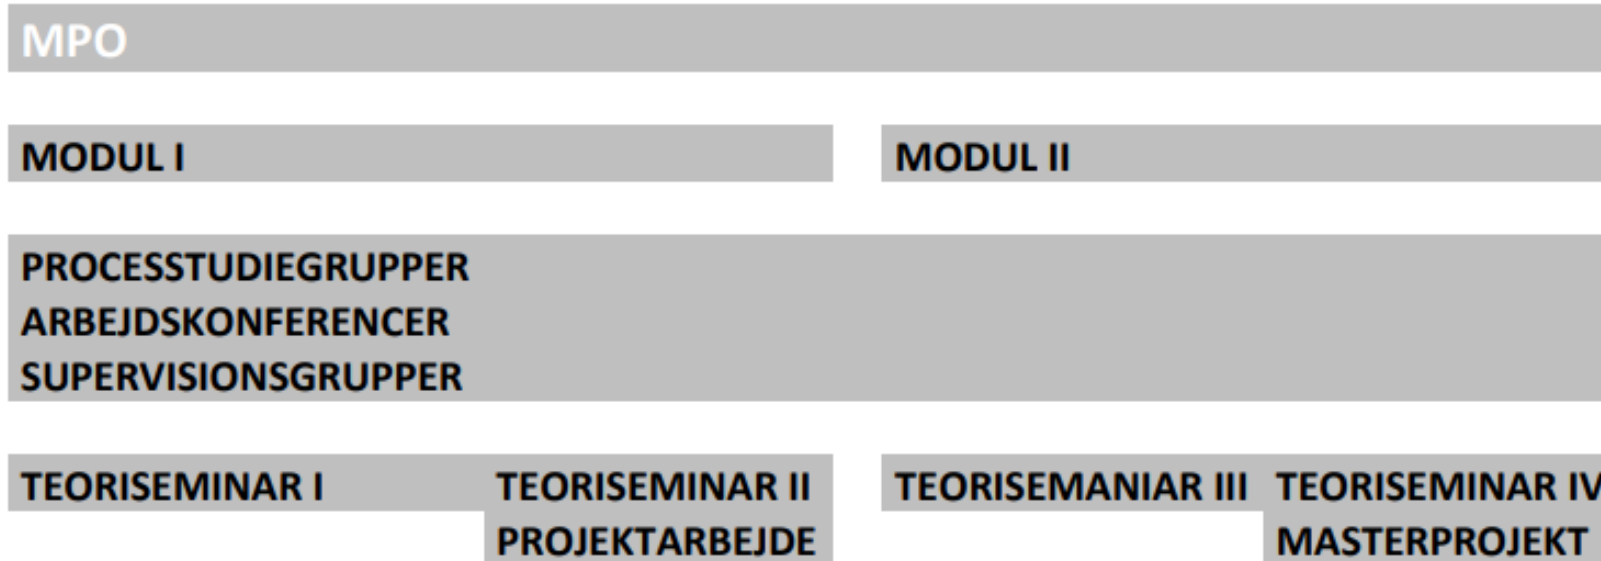 MPO
MODUL I MODUL II
PROCESSTUDIEGRUPPER
ARBEJDSKONFERENCER
SUPERVISIONSGRUPPER
TEORISEMINAR I TEORISEMINAR II TEORISEMANIAR III TEORISEMINAR IV
PROJEKTARBEJDE MASTERPROJEKT